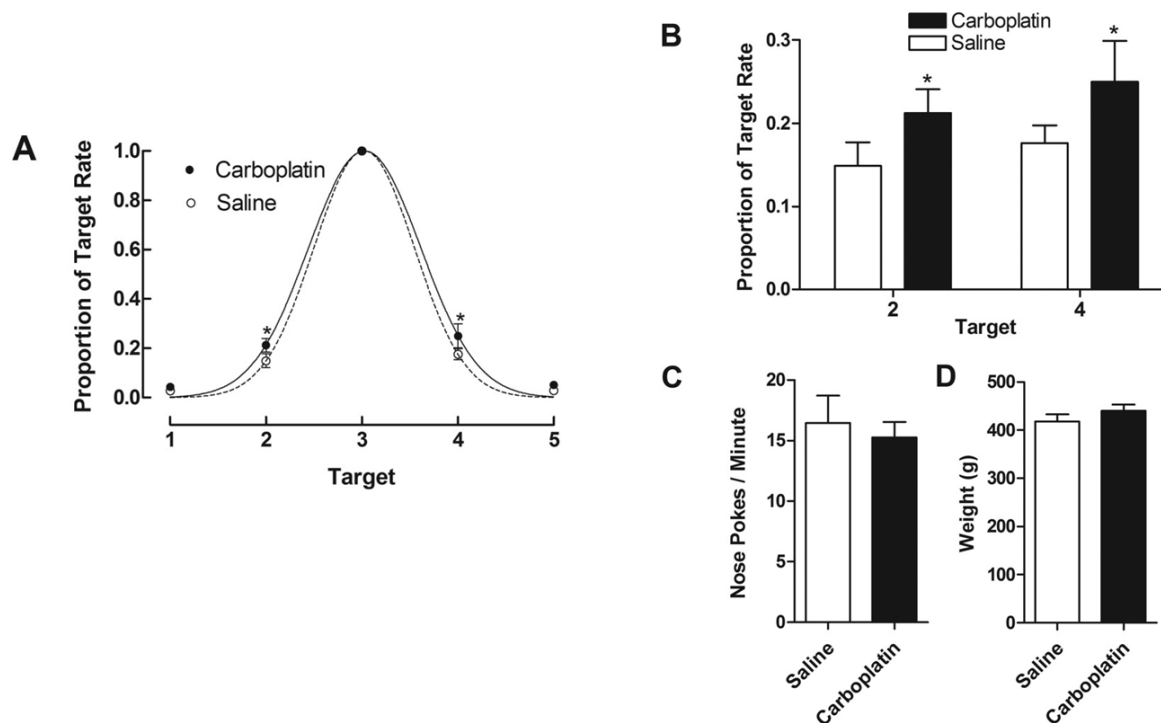 A
Proportion of Target Rate
1.0
0.8
0.6
0.4
0.2
0.0
Carboplatin
Saline
*
*
1 2 3 4 5
Target
B
Carboplatin
Saline
Proportion of Target Rate
0.3
0.2
0.1
0.0
*
*
2 4
Target
C
Nose Pokes / Minute
20
15
10
5
0
Saline
Carboplatin
D
Weight (g)
500
400
300
200
100
0
Saline
Carboplatin